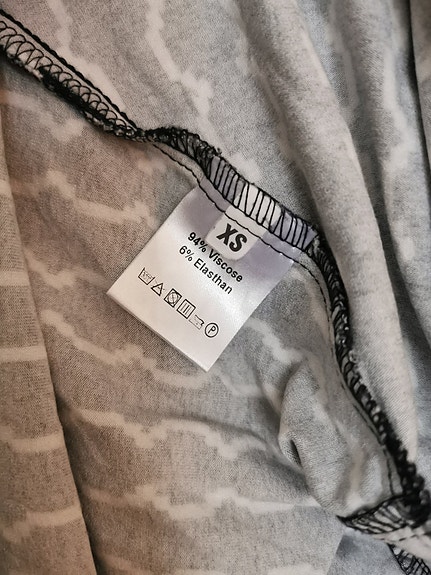 XS
94% Viscose
6% Elasthan
P